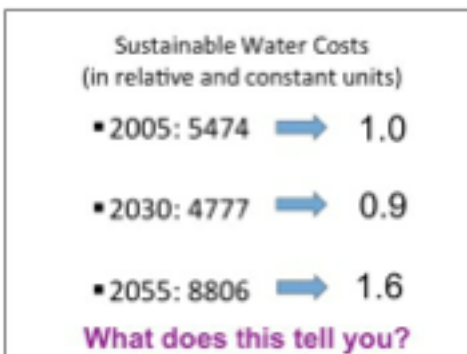 Sustainable Water Costs
(in relative and constant units)
▪ 2005: 5474 ➡ 1.0
▪ 2030: 4777 ➡ 0.9
▪ 2055: 8806 ➡ 1.6
What does this tell you?